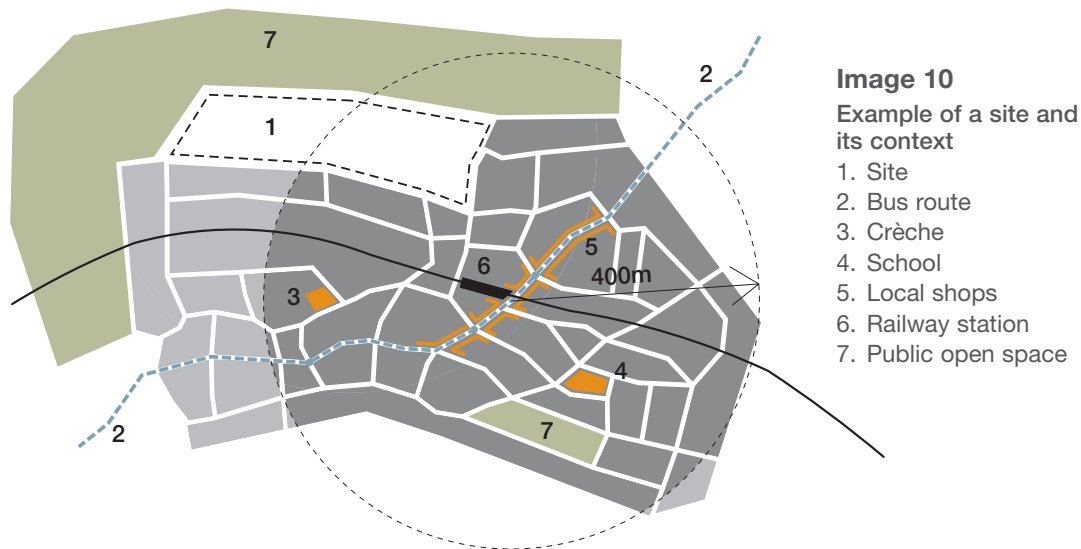 7
2
1
5
6
400m
3
4
7
2
Image 10
Example of a site and
its context
1. Site
2. Bus route
3. Crèche
4. School
5. Local shops
6. Railway station
7. Public open space